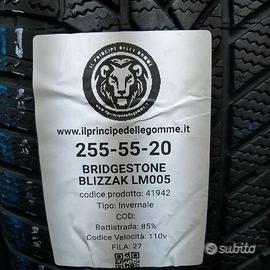 IL PRINCIPE DELLE GOMME
www.ilprincipedellegomme.it
255-55-20
BRIDGESTONE
BLIZZAK LM005
codice prodotto: 41942
Tipo: Invernale
COD:
Battistrada: 85%
Codice Velocità: 110v
FILA: 27
subito